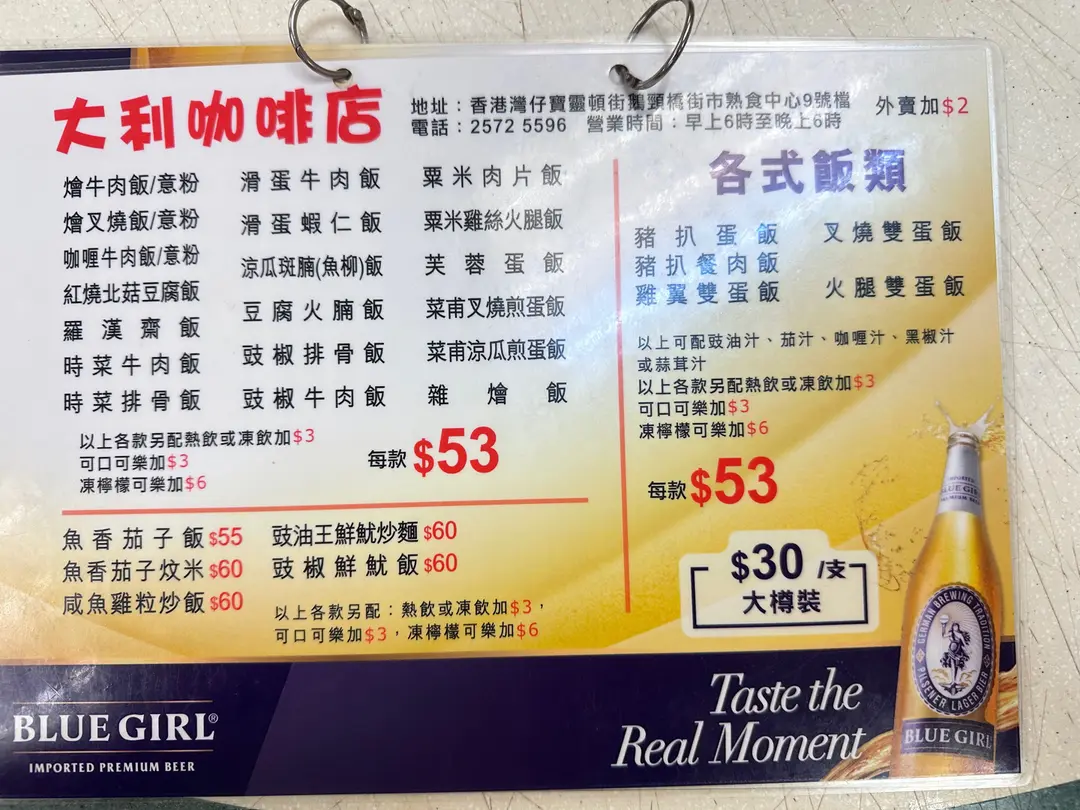 大利咖啡店
地址：香港灣仔寶靈頓街鵝頸橋街市熟食中心9號檔
電話：2572 5596 營業時間：早上6時至晚上6時
外賣加$2
燴牛肉飯/意粉
燴叉燒飯/意粉
咖喱牛肉飯/意粉
紅燒北菇豆腐飯
羅漢齋飯
時菜牛肉飯
時菜排骨飯
滑蛋牛肉飯
滑蛋蝦仁飯
涼瓜斑腩(魚柳)飯
豆腐火腩飯
豉椒排骨飯
豉椒牛肉飯
粟米肉片飯
粟米雞絲火腿飯
芙蓉蛋飯
菜甫叉燒煎蛋飯
菜甫涼瓜煎蛋飯
雜燴飯
以上各款另配熱飲或凍飲加$3
可口可樂加$3
凍檸檬可樂加$6
每款$53
魚香茄子飯$55
魚香茄子炆米$60
咸魚雞粒炒飯$60
豉油王鮮魷炒麵$60
豉椒鮮魷飯$60
以上各款另配：熱飲或凍飲加$3，
可口可樂加$3，凍檸檬可樂加$6
各式飯類
豬扒蛋飯
豬扒餐肉飯
雞翼雙蛋飯
叉燒雙蛋飯
火腿雙蛋飯
以上可配豉油汁、茄汁、咖喱汁、黑椒汁
或蒜茸汁
以上各款另配熱飲或凍飲加$3
可口可樂加$3
凍檸檬可樂加$6
每款$53
$30 /支
大樽裝
BLUE GIRL®
IMPORTED PREMIUM BEER
Taste the
Real Moment
IMPORTED
BLUE GIRL
PREMIUM BEER
GERMAN BREWING TRADITION
PILSENER LAGER BIER
BLUE GIRL